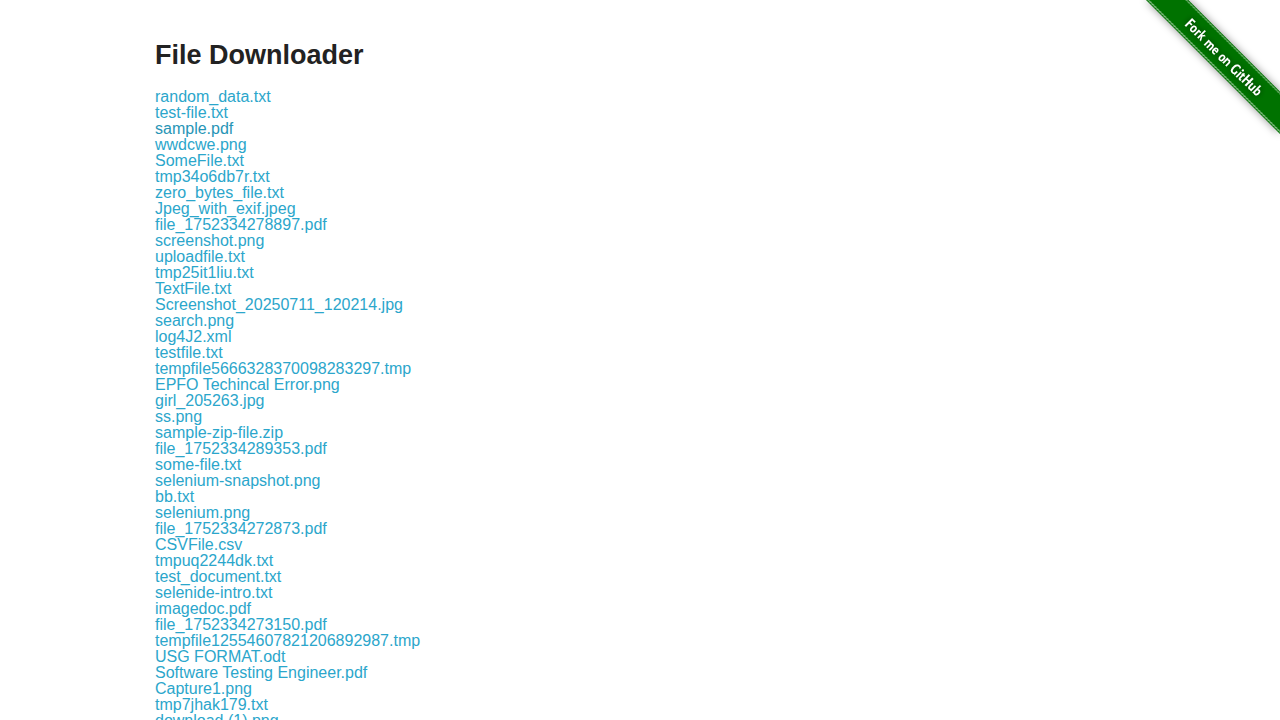 File Downloader
Fork me on GitHub
random_data.txt
test-file.txt
sample.pdf
wwdcwe.png
SomeFile.txt
tmp34o6db7r.txt
zero_bytes_file.txt
Jpeg_with_exif.jpeg
file_1752334278897.pdf
screenshot.png
uploadfile.txt
tmp25it1liu.txt
TextFile.txt
Screenshot_20250711_120214.jpg
search.png
log4J2.xml
testfile.txt
tempfile5666328370098283297.tmp
EPFO Techincal Error.png
girl_205263.jpg
ss.png
sample-zip-file.zip
file_1752334289353.pdf
some-file.txt
selenium-snapshot.png
bb.txt
selenium.png
file_1752334272873.pdf
CSVFile.csv
tmpuq2244dk.txt
test_document.txt
selenide-intro.txt
imagedoc.pdf
file_1752334273150.pdf
tempfile12554607821206892987.tmp
USG FORMAT.odt
Software Testing Engineer.pdf
Capture1.png
tmp7jhak179.txt
download (1).png